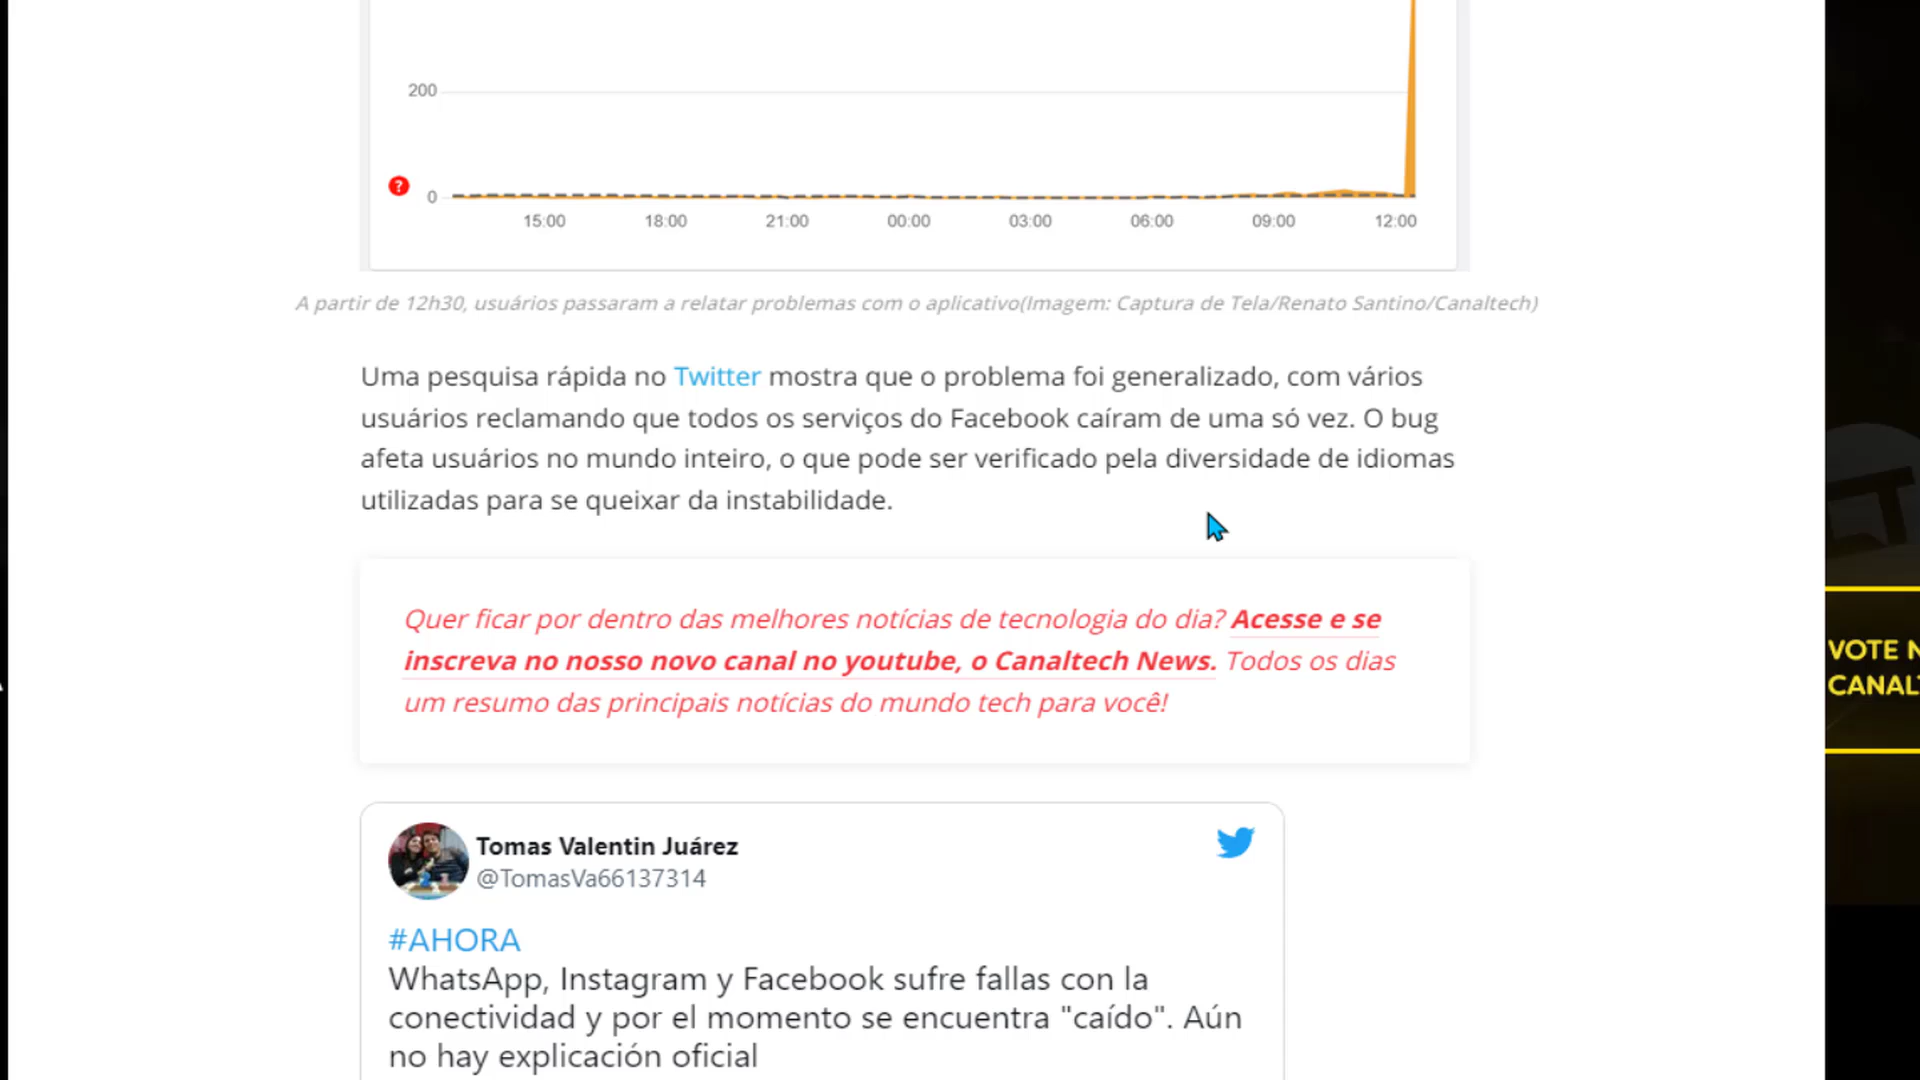 200
?
0
15:00 18:00 21:00 00:00 03:00 06:00 09:00 12:00
A partir de 12h30, usuários passaram a relatar problemas com o aplicativo(Imagem: Captura de Tela/Renato Santino/Canaltech)
Uma pesquisa rápida no Twitter mostra que o problema foi generalizado, com vários
usuários reclamando que todos os serviços do Facebook caíram de uma só vez. O bug
afeta usuários no mundo inteiro, o que pode ser verificado pela diversidade de idiomas
utilizadas para se queixar da instabilidade.
Quer ficar por dentro das melhores notícias de tecnologia do dia? Acesse e se
inscreva no nosso novo canal no youtube, o Canaltech News. Todos os dias
um resumo das principais notícias do mundo tech para você!
Tomas Valentin Juárez
@TomasVa66137314
#AHORA
WhatsApp, Instagram y Facebook sufre fallas con la
conectividad y por el momento se encuentra "caído". Aún
no hay explicación oficial
VOTE N
CANAL